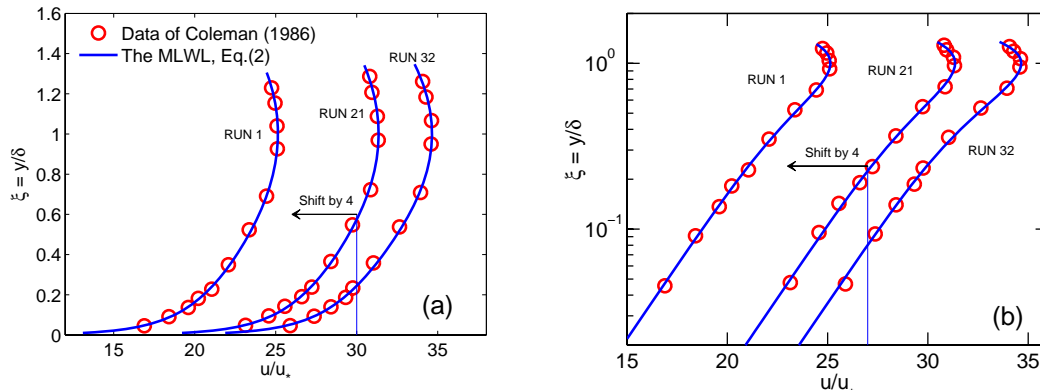 1.6
1.4
1.2
1
0.8
0.6
0.4
0.2
0
ξ = y/δ
15 20 25 30 35
u/u*
Data of Coleman (1986)
The MLWL, Eq.(2)
RUN 1
RUN 21
RUN 32
Shift by 4
(a)
10^0
10^-1
ξ = y/δ
15 20 25 30 35
u/u*
RUN 1
RUN 21
RUN 32
Shift by 4
(b)